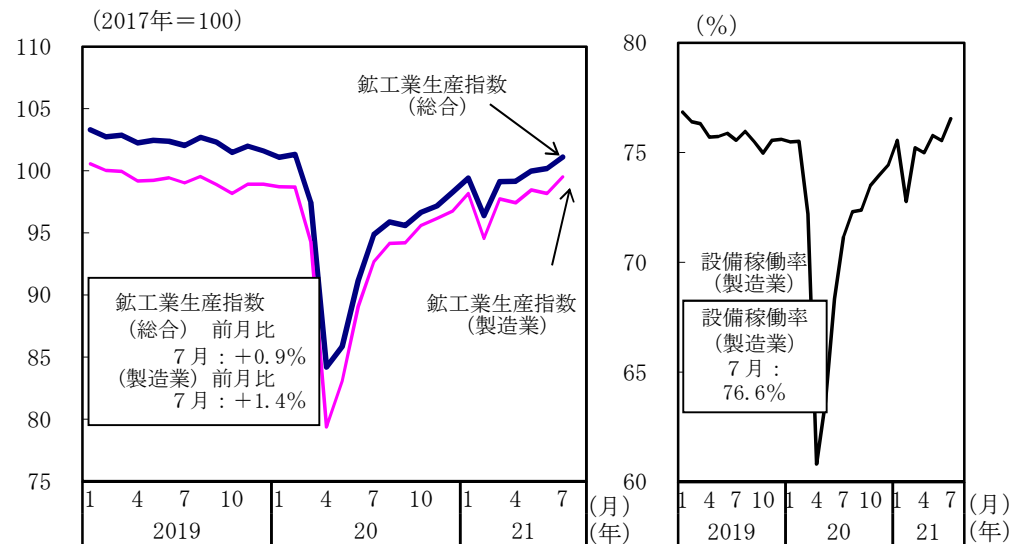 (2017年＝100)
110
105
100
95
90
85
80
75
鉱工業生産指数
(総合)
鉱工業生産指数
(製造業)
鉱工業生産指数
(総合) 前月比
7月：＋0.9%
(製造業) 前月比
7月：＋1.4%
1 4 7 10 1 4 7 10 1 4 7 (月)
2019 20 21 (年)
(%)
80
75
70
65
60
設備稼働率
(製造業)
設備稼働率
(製造業)
7月：
76.6%
1 4 7 10 1 4 7 10 1 4 7 (月)
2019 20 21 (年)